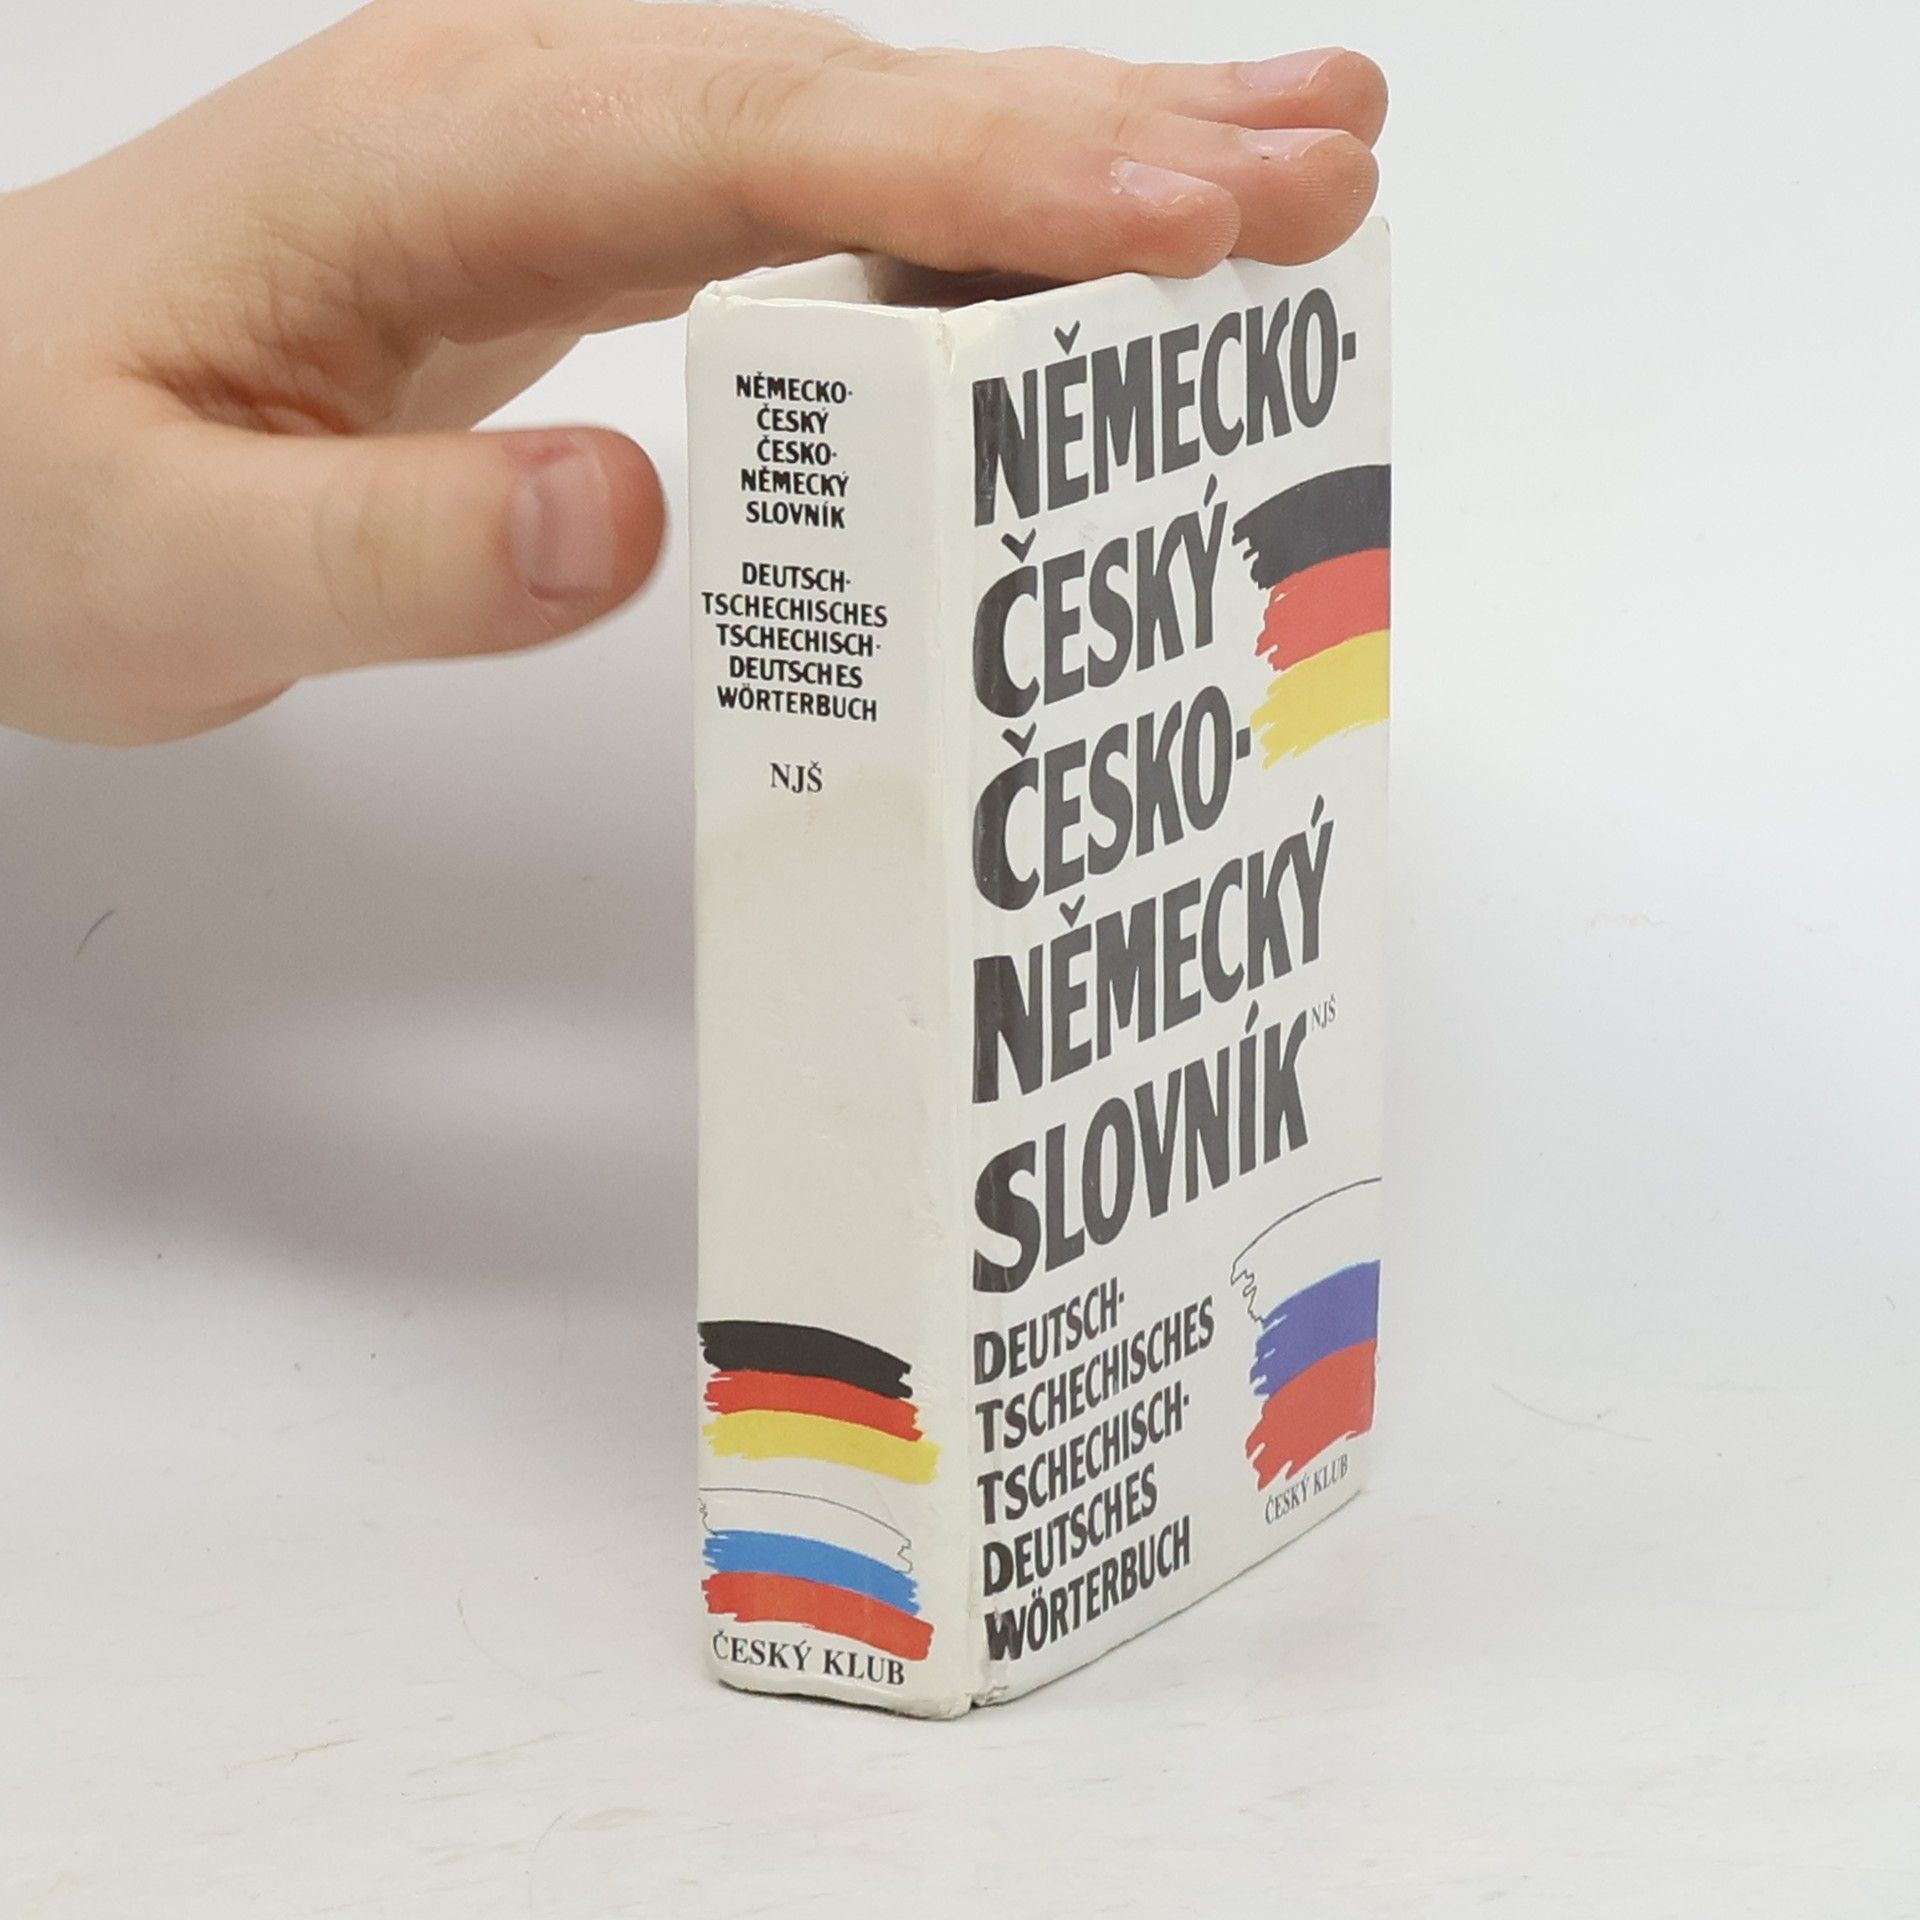 NĚMECKO-
ČESKÝ
ČESKO-
NĚMECKÝ
SLOVNÍK
DEUTSCH-
TSCHECHISCHES
TSCHECHISCH-
DEUTSCHES
WÖRTERBUCH
NJŠ
ČESKÝ KLUB
NĚMECKO-
ČESKÝ
ČESKO-
NĚMECKÝ
SLOVNÍK NJŠ
DEUTSCH-
TSCHECHISCHES
TSCHECHISCH-
DEUTSCHES
WÖRTERBUCH
ČESKÝ KLUB